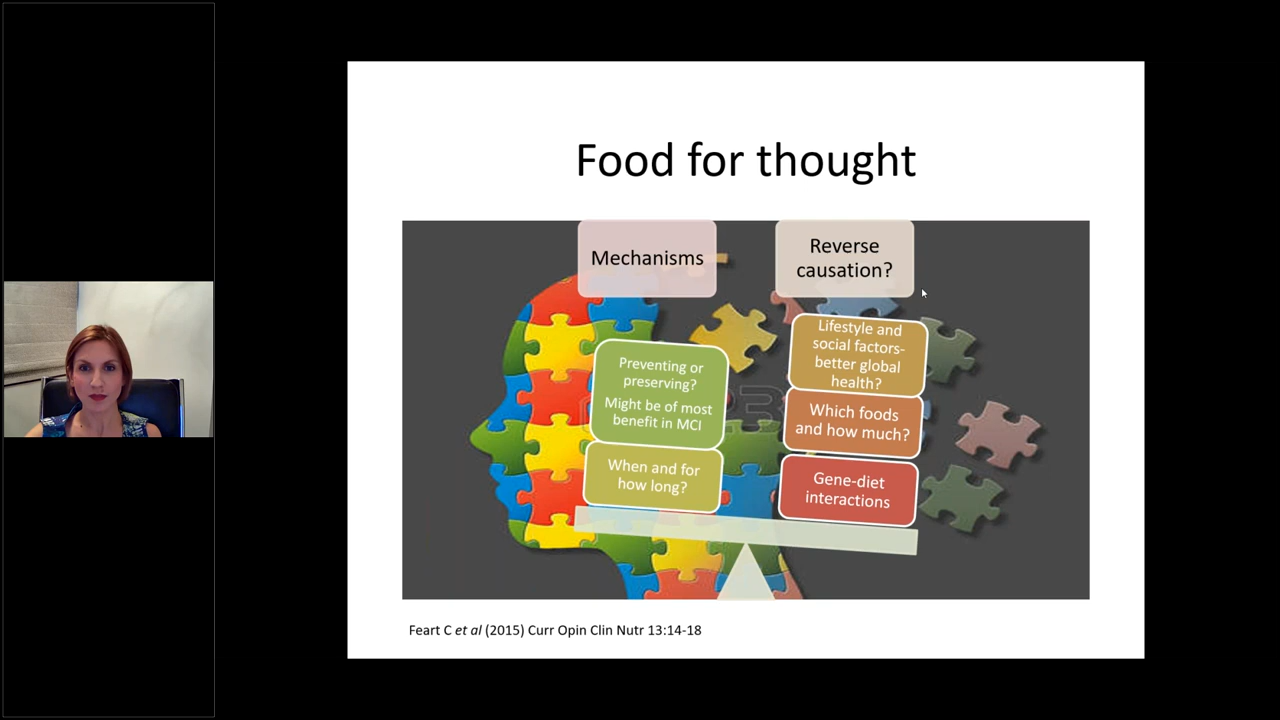 Food for thought
Mechanisms
Reverse
causation?
Preventing or
preserving?
Might be of most
benefit in MCI
When and for
how long?
Lifestyle and
social factors-
better global
health?
Which foods
and how much?
Gene-diet
interactions
Feart C et al (2015) Curr Opin Clin Nutr 13:14-18